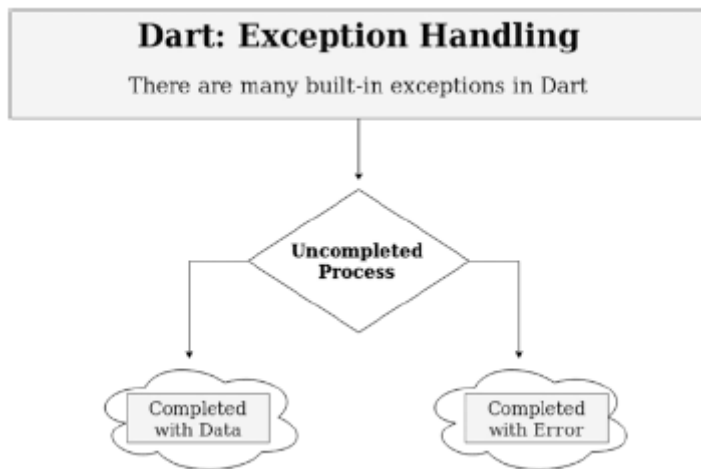 Dart: Exception Handling
There are many built-in exceptions in Dart
Uncompleted
Process
Completed
with Data
Completed
with Error